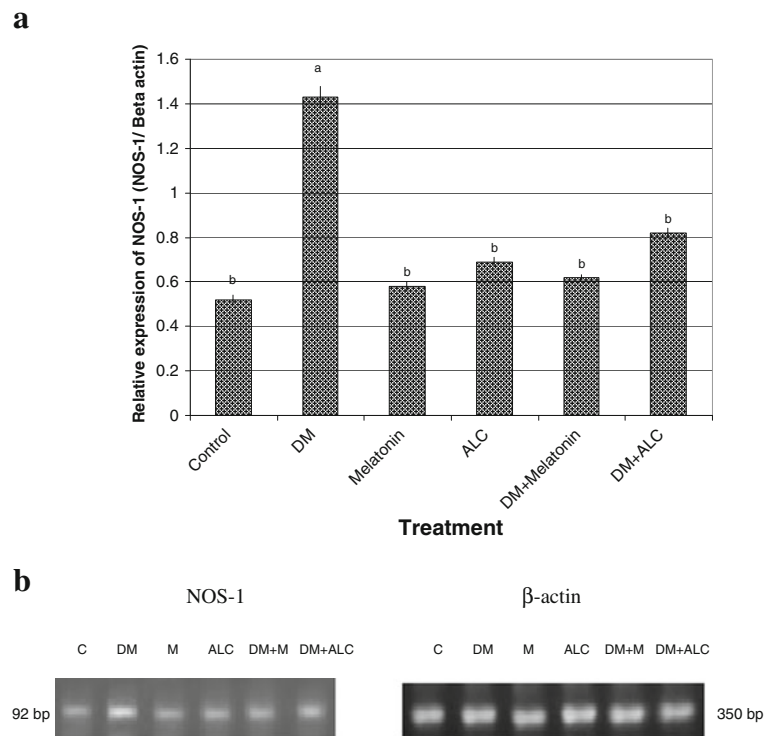 a
Relative expression of NOS-1 (NOS-1/ Beta actin)
1.6
1.4
1.2
1
0.8
0.6
0.4
0.2
0
b
a
b
b
b
b
Control
DM
Melatonin
ALC
DM+Melatonin
DM+ALC
Treatment
b
NOS-1
β-actin
C DM M ALC DM+M DM+ALC
C DM M ALC DM+M DM+ALC
92 bp
350 bp